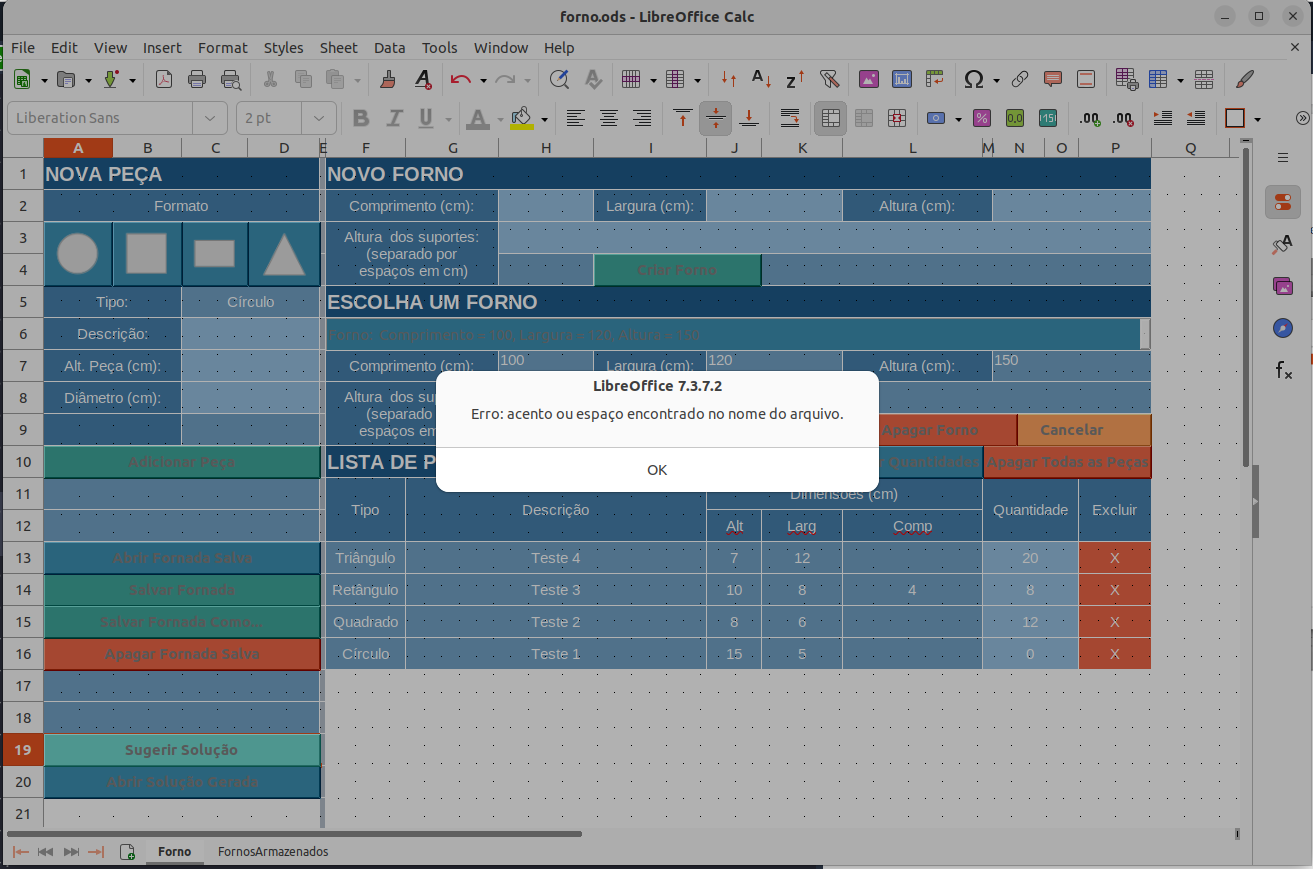 forno.ods - LibreOffice Calc
File Edit View Insert Format Styles Sheet Data Tools Window Help
Liberation Sans 2 pt
A B C D E F G H I J K L M N O P Q
1 NOVA PEÇA NOVO FORNO
2 Formato Comprimento (cm): Largura (cm): Altura (cm):
3 Altura dos suportes:
(separado por
4 espaços em cm) Criar Forno
5 Tipo: Círculo ESCOLHA UM FORNO
6 Descrição: Forno: Comprimento = 100, Largura = 120, Altura = 150
7 Alt. Peça (cm): Comprimento (cm): 100 Largura (cm): 120 Altura (cm): 150
8 Diâmetro (cm): Altura dos su
(separado
9 espaços em Apagar Forno Cancelar
10 Adicionar Peça LISTA DE P Quantidades Apagar Todas as Peças
LibreOffice 7.3.7.2
Erro: acento ou espaço encontrado no nome do arquivo.
OK
11 Tipo Descrição Dimensões (cm) Quantidade Excluir
12 Alt Larg Comp
13 Abrir Fornada Salva Triângulo Teste 4 7 12 20 X
14 Salvar Fornada Retângulo Teste 3 10 8 4 8 X
15 Salvar Fornada Como... Quadrado Teste 2 8 6 12 X
16 Apagar Fornada Salva Círculo Teste 1 15 5 0 X
17
18
19 Sugerir Solução
20 Abrir Solução Gerada
21
Forno FornosArmazenados